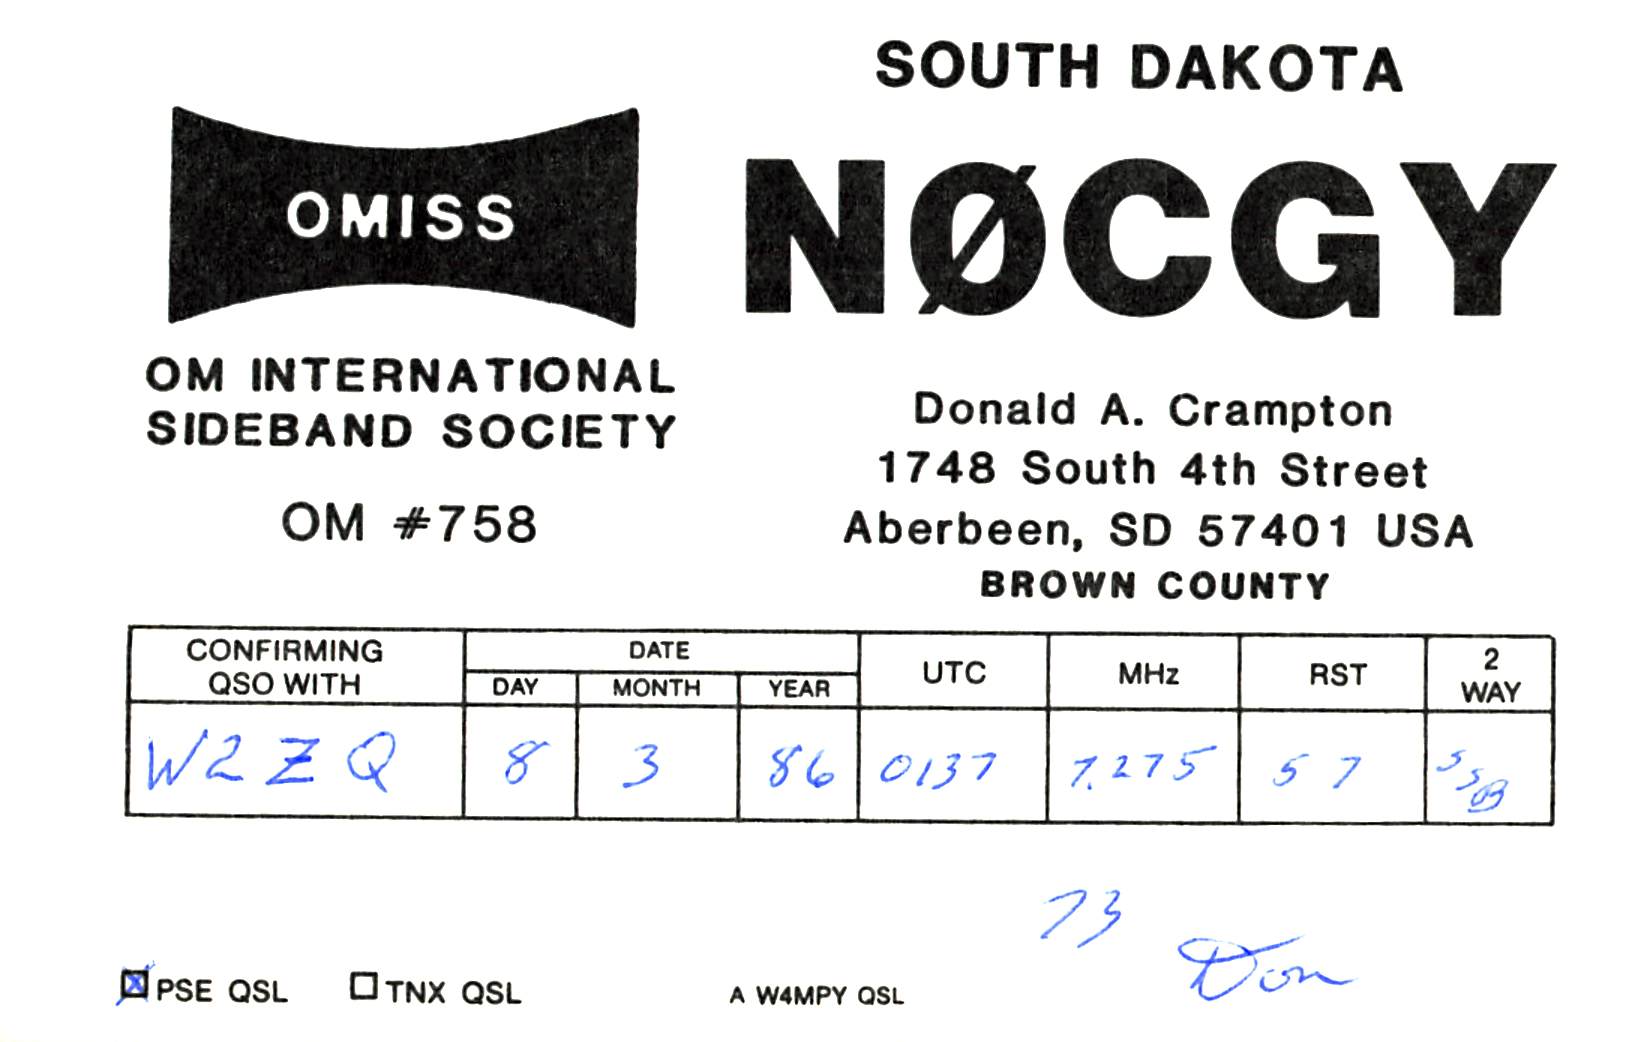 SOUTH DAKOTA
OMISS
NØCGY
OM INTERNATIONAL
SIDEBAND SOCIETY
OM #758
Donald A. Crampton
1748 South 4th Street
Aberbeen, SD 57401 USA
BROWN COUNTY
CONFIRMING QSO WITH DATE DAY MONTH YEAR UTC MHz RST 2 WAY
W2ZQ 8 3 86 0137 7.275 57 SSB
73
Don
PSE QSL TNX QSL A W4MPY QSL